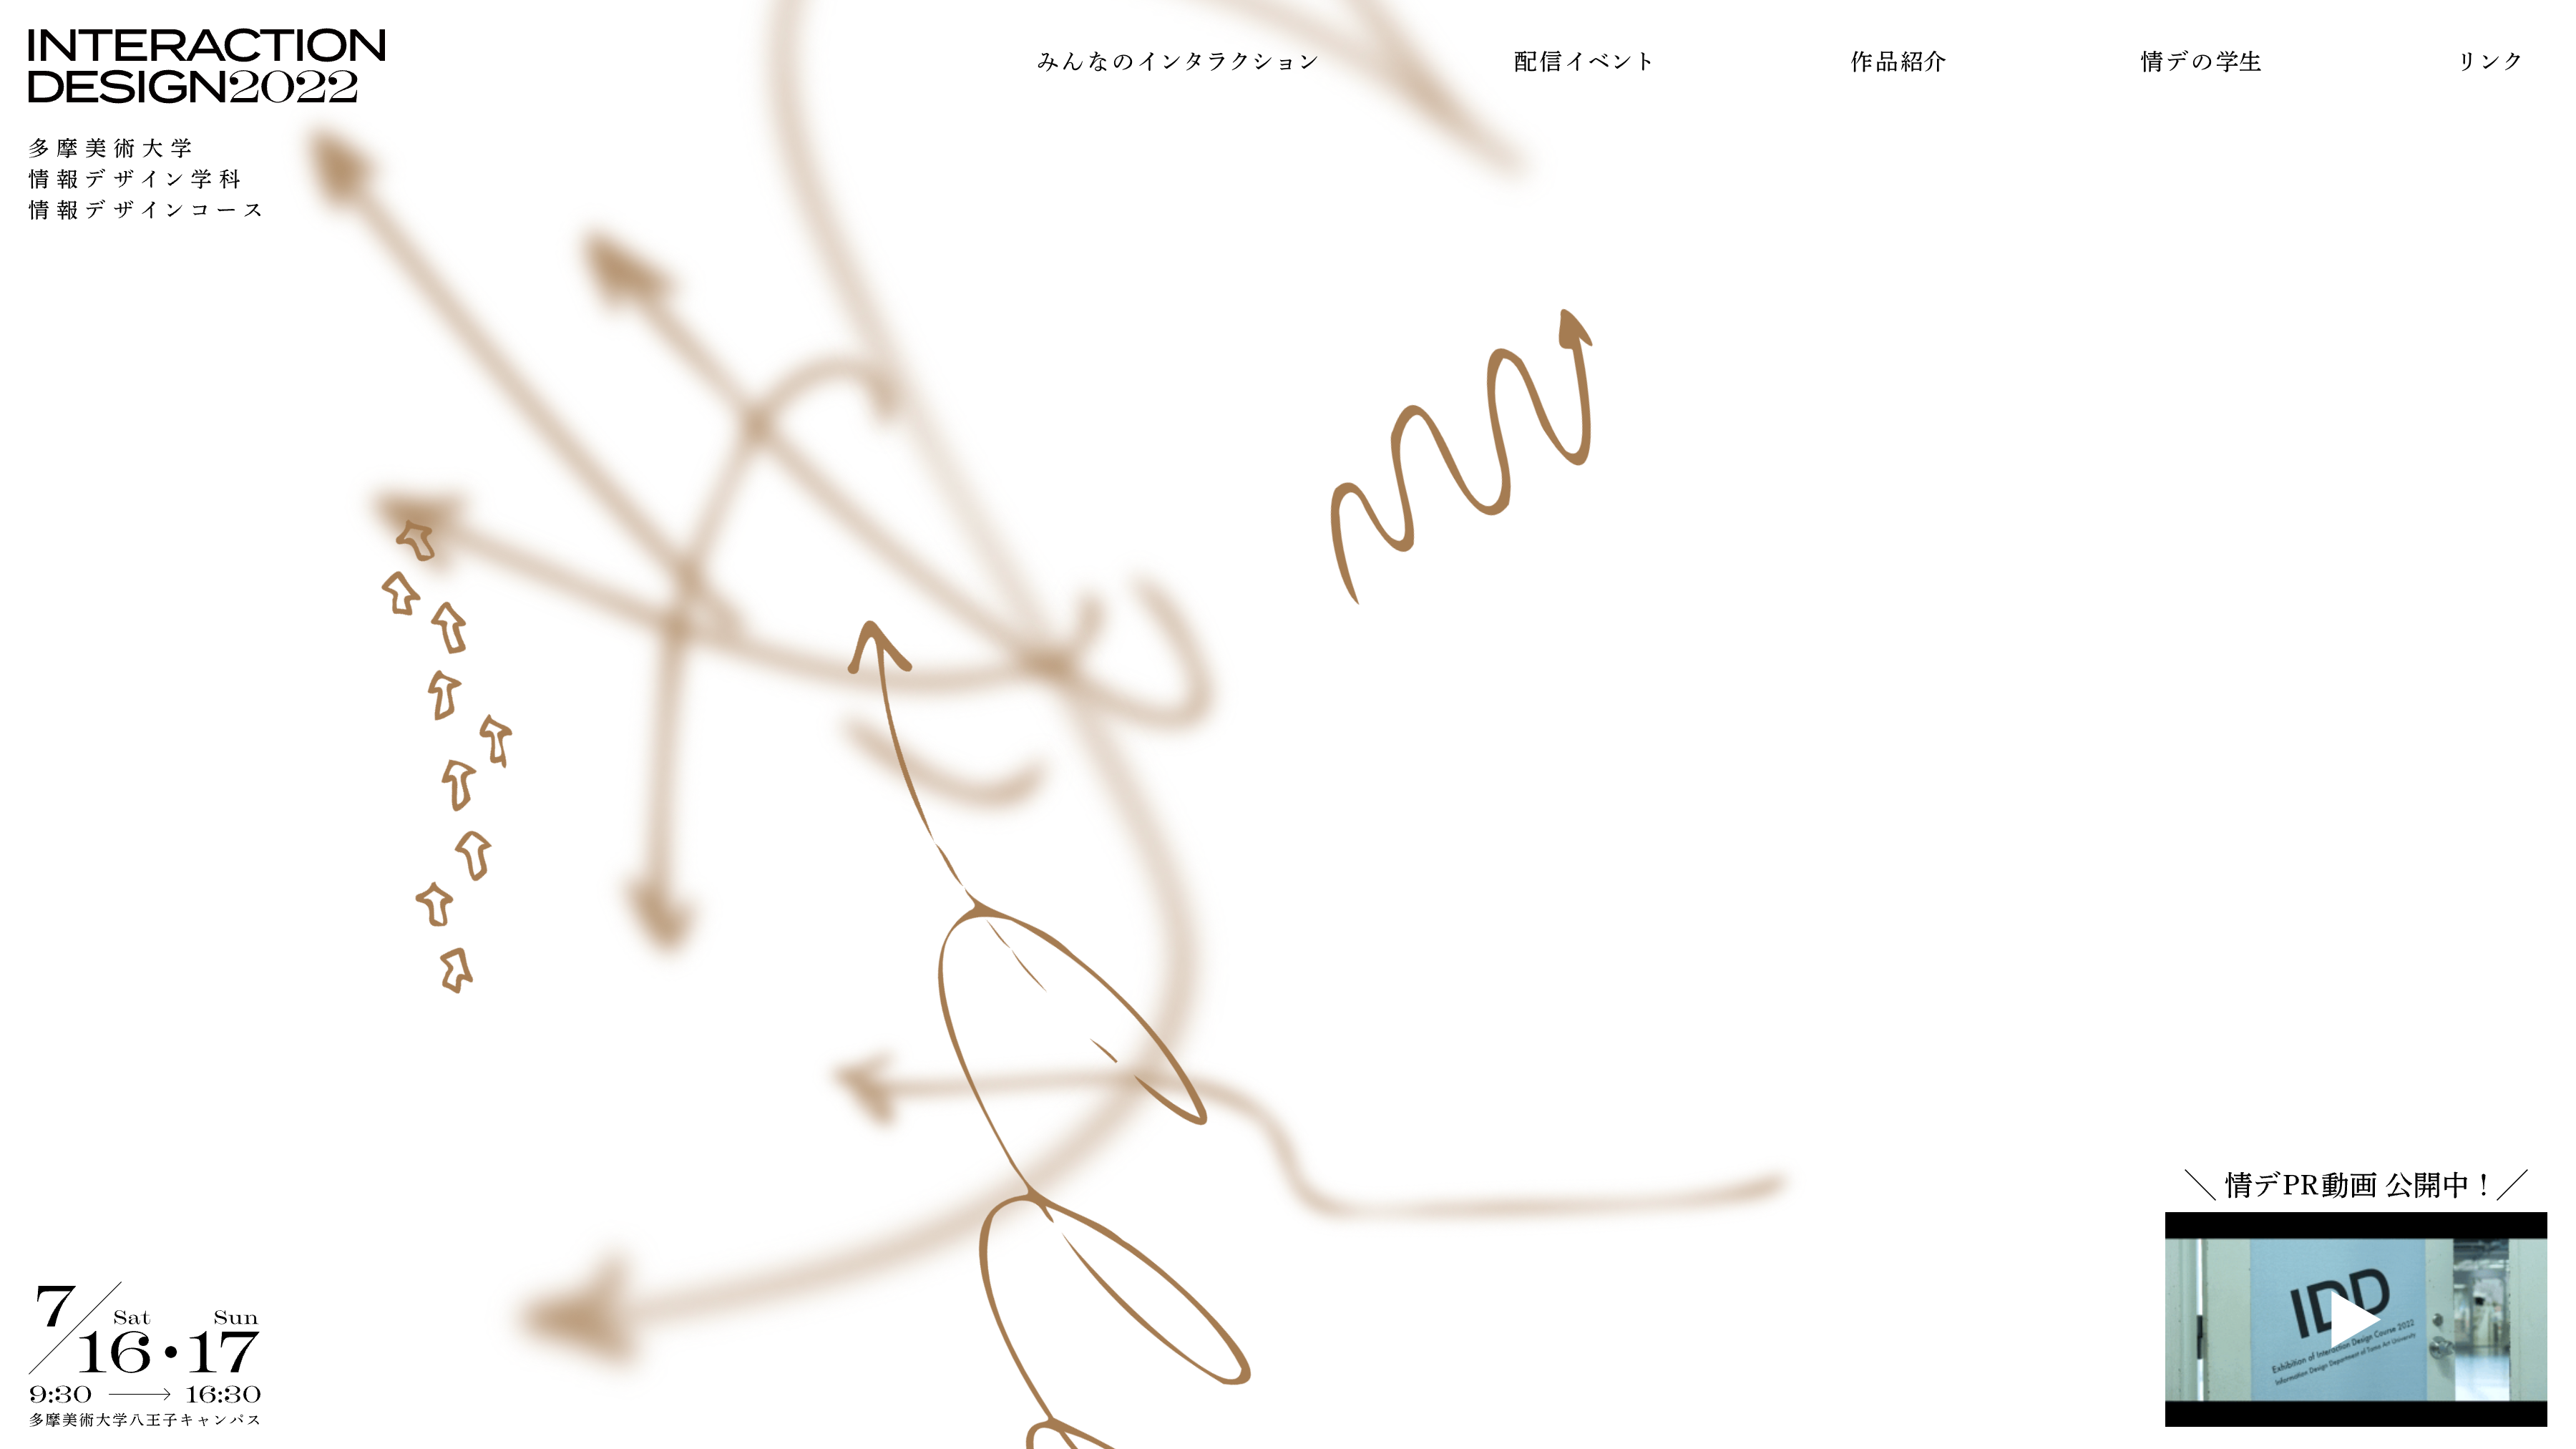 INTERACTION
DESIGN2022
多摩美術大学
情報デザイン学科
情報デザインコース
みんなのインタラクション
配信イベント
作品紹介
情デの学生
リンク
7/16・17
Sat
Sun
9:30 → 16:30
多摩美術大学八王子キャンパス
＼ 情デPR動画 公開中！／
IDD
Exhibition of Interaction Design Course 2022
Information Design Department of Tama Art University